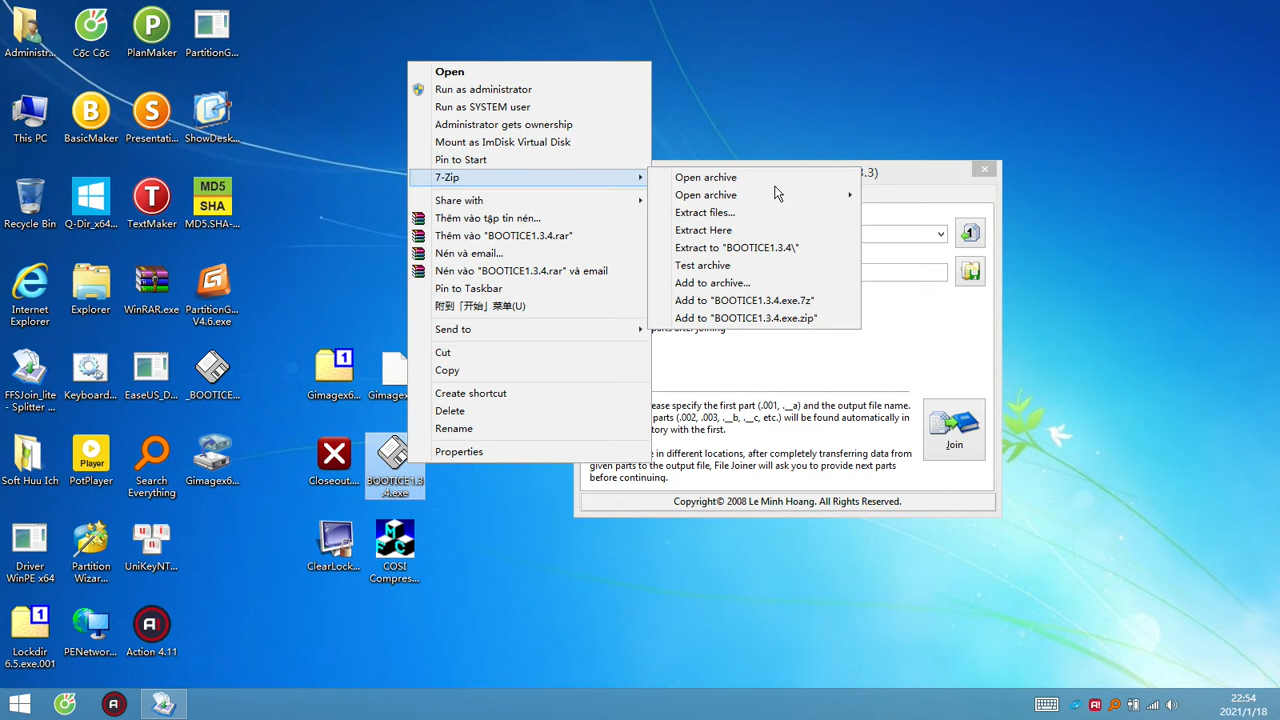 Administr...
Cốc Cốc
PlanMaker
PartitionG...
This PC
BasicMaker
Presentati...
ShowDesk...
Recycle Bin
Q-Dir_x64...
TextMaker
MD5
SHA
MD5.SHA-...
Internet
Explorer
Explorer
WinRAR.exe
PartitionG...
V4.6.exe
FFSJoin_lite
- Splitter ...
Keyboard...
EaseUS_D...
_BOOTICE...
Gimagex6...
Gimagex6...
Soft Huu Ich
Player
PotPlayer
Search
Everything
Gimagex6...
Closeout....
BOOTICE1.3
.4.exe
Driver
WinPE x64
Partition
Wizar...
UniKeyNT...
ClearLock...
COSI
Compres...
Lockdir
6.5.exe.001
PENetwor...
Action 4.11
Open
Run as administrator
Run as SYSTEM user
Administrator gets ownership
Mount as ImDisk Virtual Disk
Pin to Start
7-Zip
Share with
Thêm vào tập tin nén...
Thêm vào "BOOTICE1.3.4.rar"
Nén và email...
Nén vào "BOOTICE1.3.4.rar" và email
Pin to Taskbar
附到「开始」菜单(U)
Send to
Cut
Copy
Create shortcut
Delete
Rename
Properties
Open archive
Open archive
Extract files...
Extract Here
Extract to "BOOTICE1.3.4\"
Test archive
Add to archive...
Add to "BOOTICE1.3.4.exe.7z"
Add to "BOOTICE1.3.4.exe.zip"
.3)
parts after joining
ease specify the first part (.001, .__a) and the output file name.
parts (.002, .003, .__b, .__c, etc.) will be found automatically in
tory with the first.
e in different locations, after completely transferring data from
given parts to the output file, File Joiner will ask you to provide next parts
before continuing.
Join
Copyright© 2008 Le Minh Hoang. All Rights Reserved.
22:54
2021/1/18